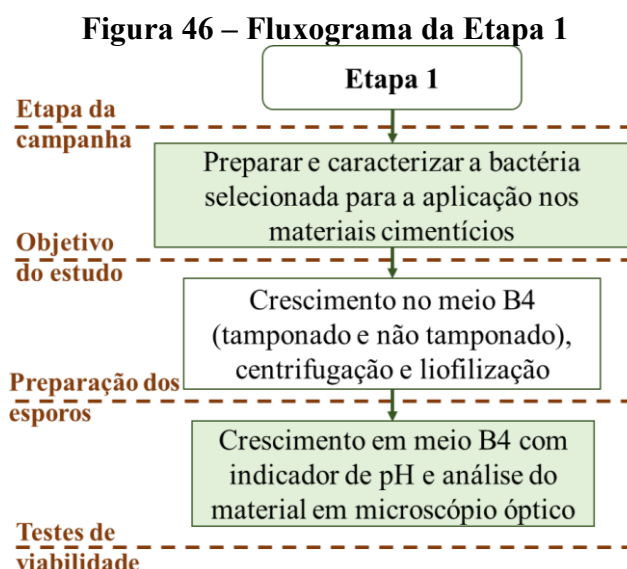 Figura 46 – Fluxograma da Etapa 1
Etapa 1
Etapa da
campanha
Preparar e caracterizar a bactéria
selecionada para a aplicação nos
materiais cimentícios
Objetivo
do estudo
Crescimento no meio B4
(tamponado e não tamponado),
centrifugação e liofilização
Preparação dos
esporos
Crescimento em meio B4 com
indicador de pH e análise do
material em microscópio óptico
Testes de
viabilidade